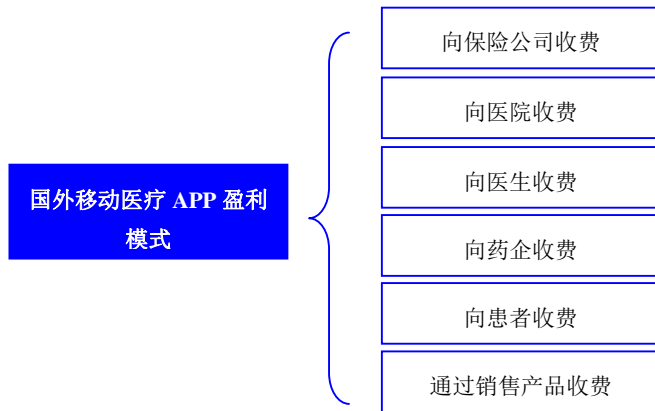 国外移动医疗 APP 盈利
模式
向保险公司收费
向医院收费
向医生收费
向药企收费
向患者收费
通过销售产品收费